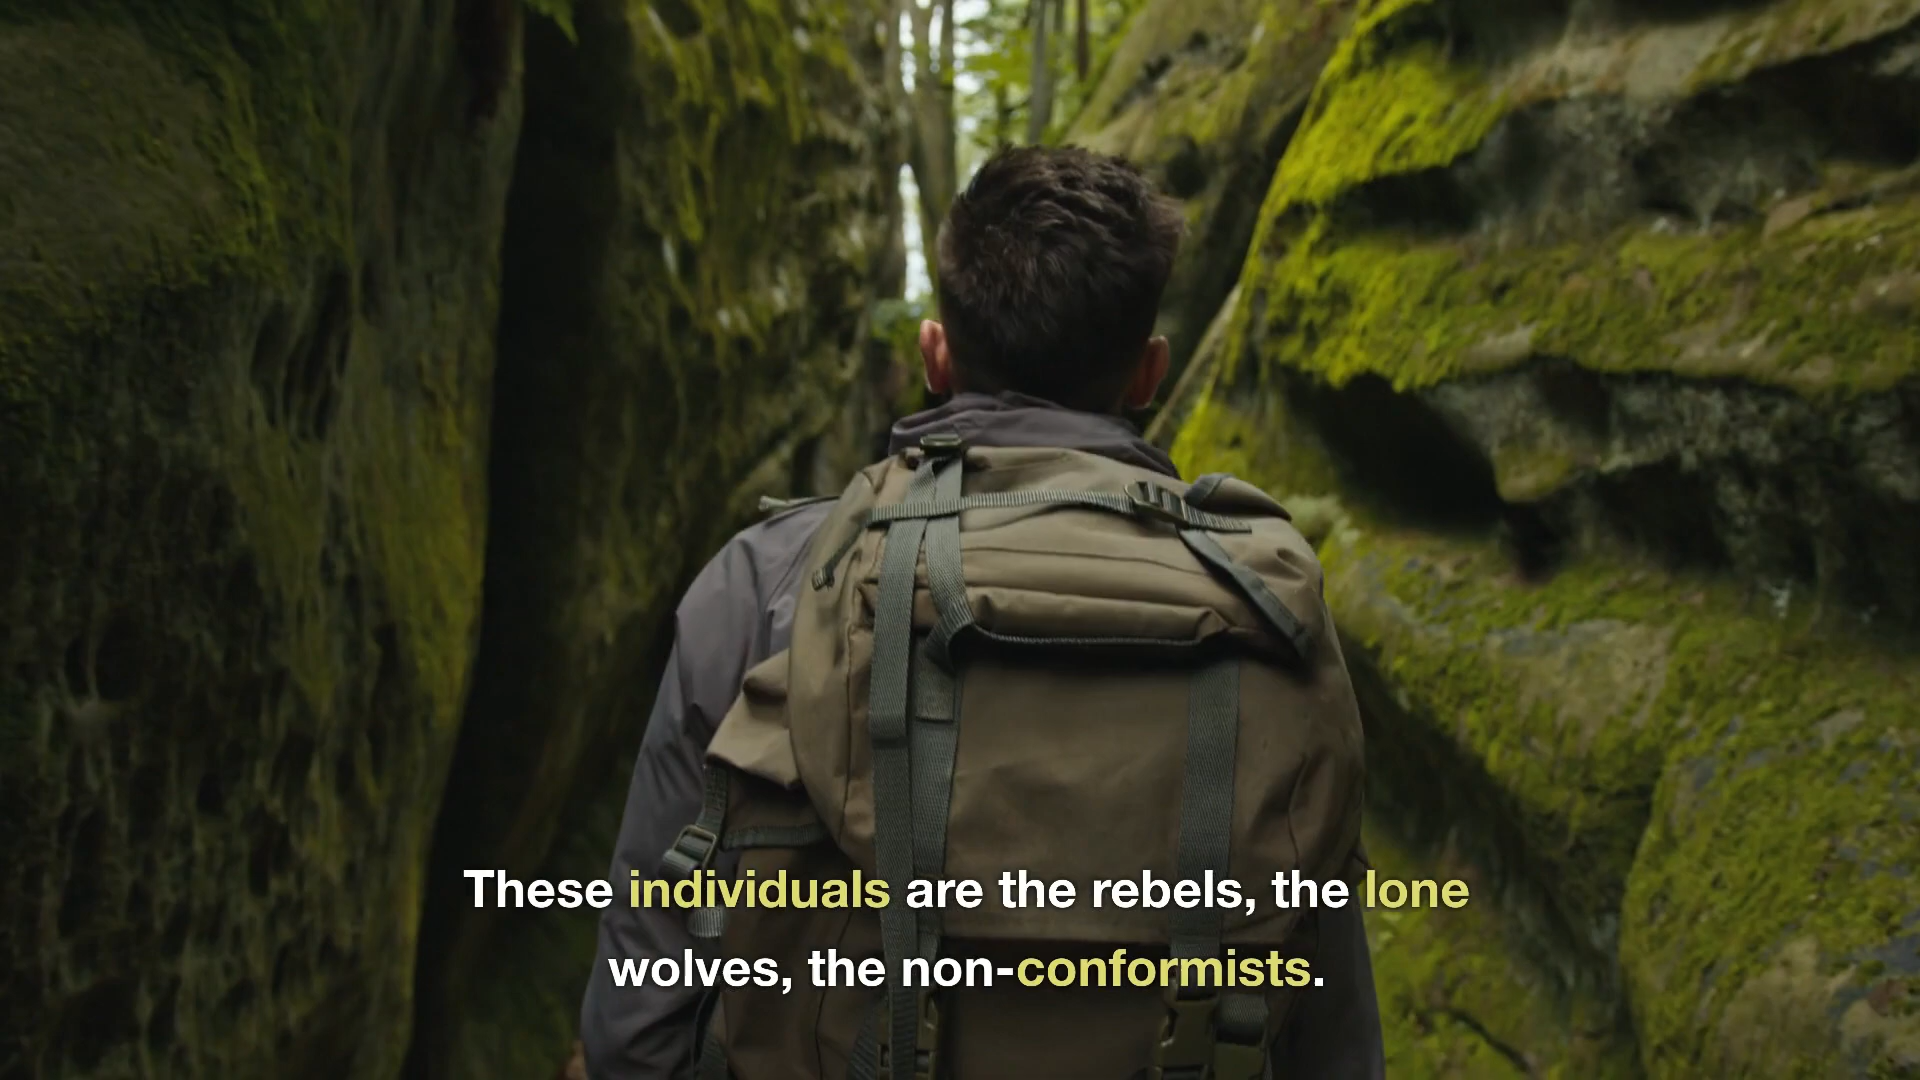 These individuals are the rebels, the lone
wolves, the non-conformists.